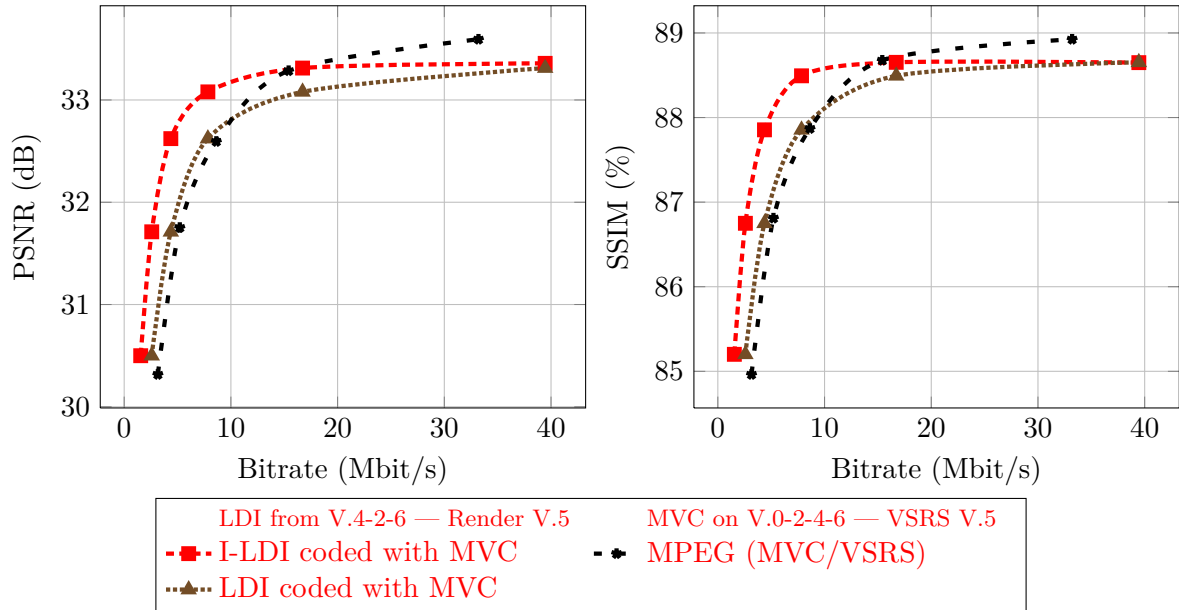 33
32
31
30
PSNR (dB)
0 10 20 30 40
Bitrate (Mbit/s)
89
88
87
86
85
SSIM (%)
0 10 20 30 40
Bitrate (Mbit/s)
LDI from V.4-2-6 — Render V.5
I-LDI coded with MVC
LDI coded with MVC
MVC on V.0-2-4-6 — VSRS V.5
MPEG (MVC/VSRS)